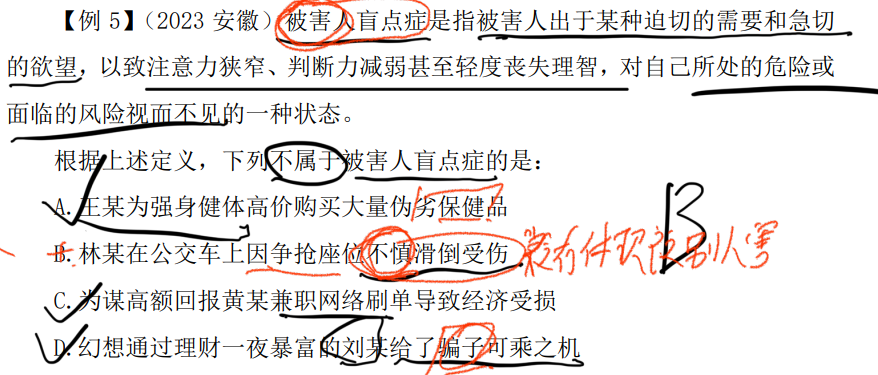 【例 5】（2023 安徽）被害人盲点症是指被害人出于某种迫切的需要和急切
的欲望，以致注意力狭窄、判断力减弱甚至轻度丧失理智，对自己所处的危险或
面临的风险视而不见的一种状态。
根据上述定义，下列不属于被害人盲点症的是：
A.王某为强身健体高价购买大量伪劣保健品
B.林某在公交车上因争抢座位不慎滑倒受伤 没有体现被别人害
B
C.为谋高额回报黄某兼职网络刷单导致经济受损
D.幻想通过理财一夜暴富的刘某给了骗子可乘之机